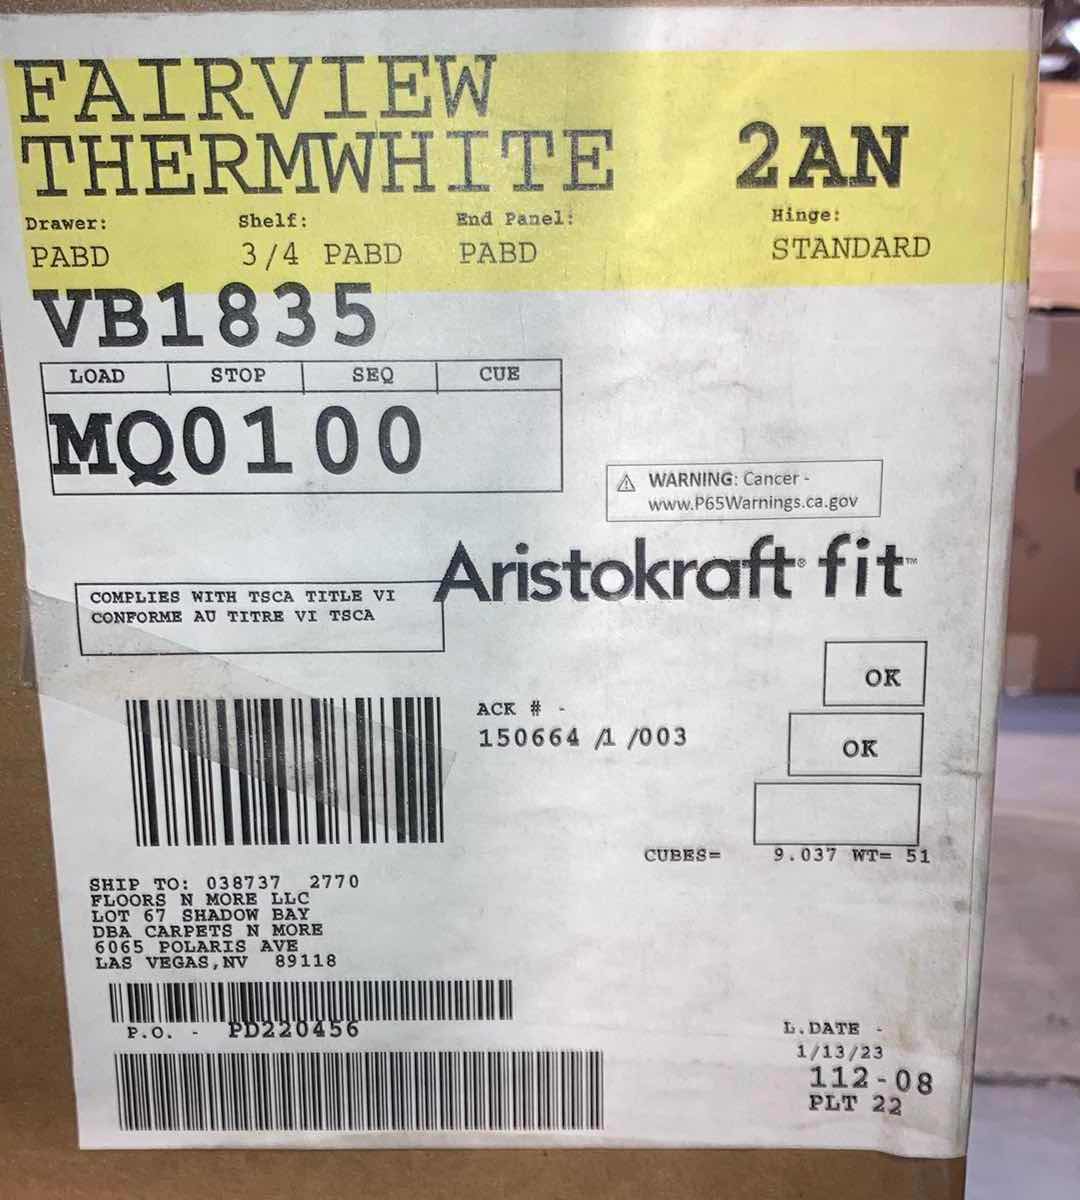 FAIRVIEW
THERMWHITE 2AN
Drawer: Shelf: End Panel: Hinge:
PABD 3/4 PABD PABD STANDARD
VB1835
LOAD STOP SEQ CUE
MQ0100
⚠ WARNING: Cancer -
www.P65Warnings.ca.gov
Aristokraft® fit™
COMPLIES WITH TSCA TITLE VI
CONFORME AU TITRE VI TSCA
OK
ACK # -
150664 /1 /003
OK
CUBES= 9.037 WT= 51
SHIP TO: 038737 2770
FLOORS N MORE LLC
LOT 67 SHADOW BAY
DBA CARPETS N MORE
6065 POLARIS AVE
LAS VEGAS,NV 89118
P.O. - PD220456
L.DATE -
1/13/23
112-08
PLT 22